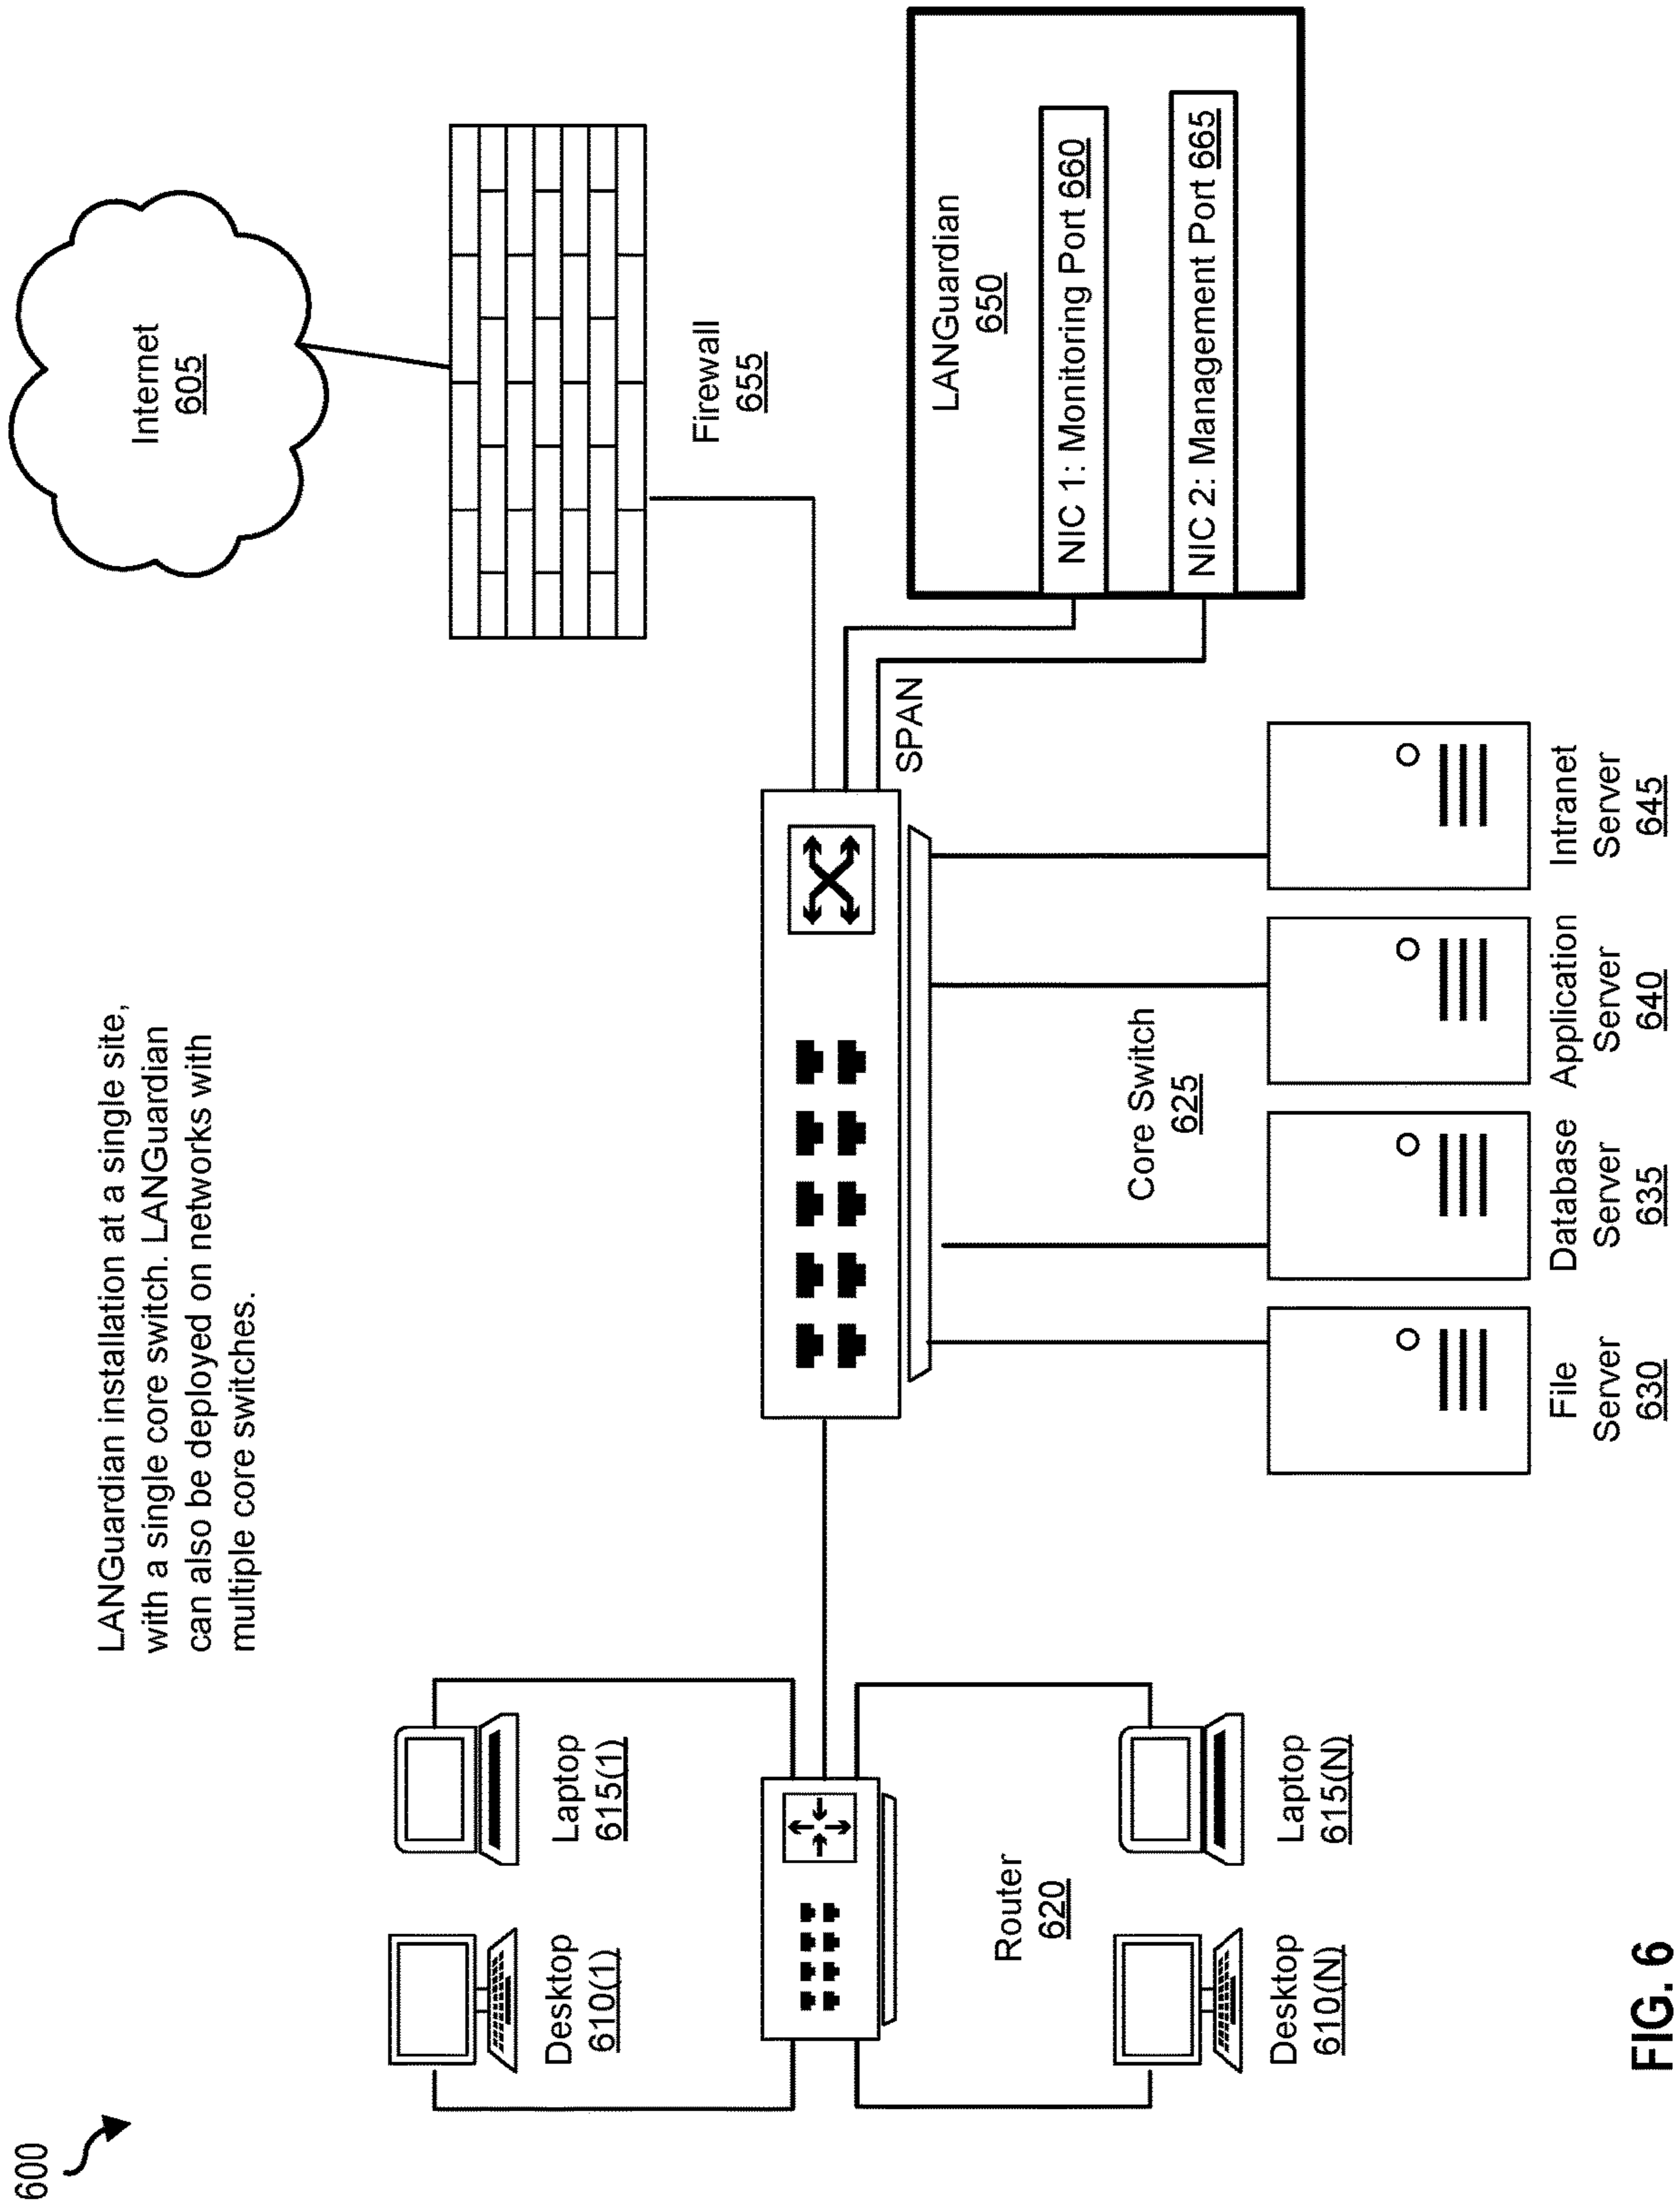 600
LANGuardian installation at a single site,
with a single core switch. LANGuardian
can also be deployed on networks with
multiple core switches.
Internet
605
Desktop
610(1)
Laptop
615(1)
Firewall
655
SPAN
LANGuardian
650
NIC 1: Monitoring Port 660
NIC 2: Management Port 665
Router
620
Core Switch
625
Desktop
610(N)
Laptop
615(N)
File
Server
630
Database
Server
635
Application
Server
640
Intranet
Server
645
FIG. 6